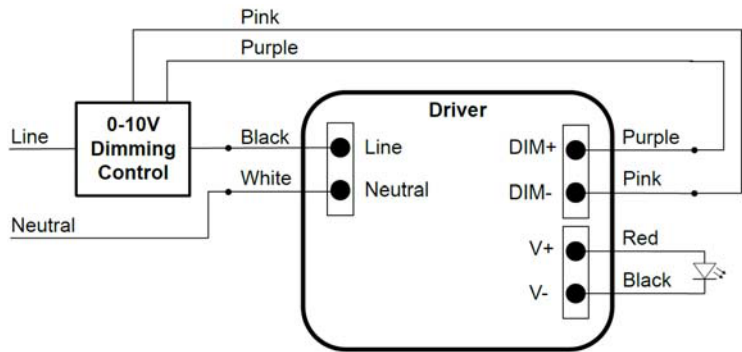 Pink
Purple
Driver
0-10V
Dimming
Control
Line
Black
Line
DIM+
Purple
White
Neutral
DIM-
Pink
Neutral
V+
Red
V-
Black